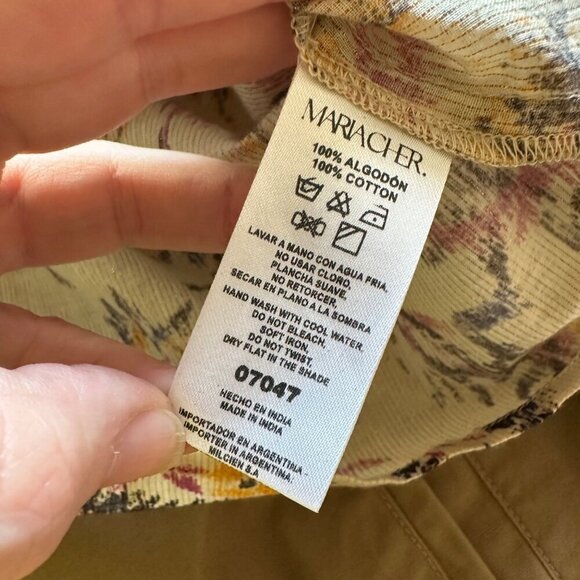 MARIACHER.
100% ALGODÓN
100% COTTON
LAVAR A MANO CON AGUA FRIA.
NO USAR CLORO.
PLANCHA SUAVE.
NO RETORCER.
SECAR EN PLANO A LA SOMBRA
HAND WASH WITH COOL WATER.
DO NOT BLEACH.
SOFT IRON.
DO NOT TWIST.
DRY FLAT IN THE SHADE
07047
HECHO EN INDIA
MADE IN INDIA
IMPORTADOR EN ARGENTINA -
IMPORTER IN ARGENTINA.
MILCIEN S.A